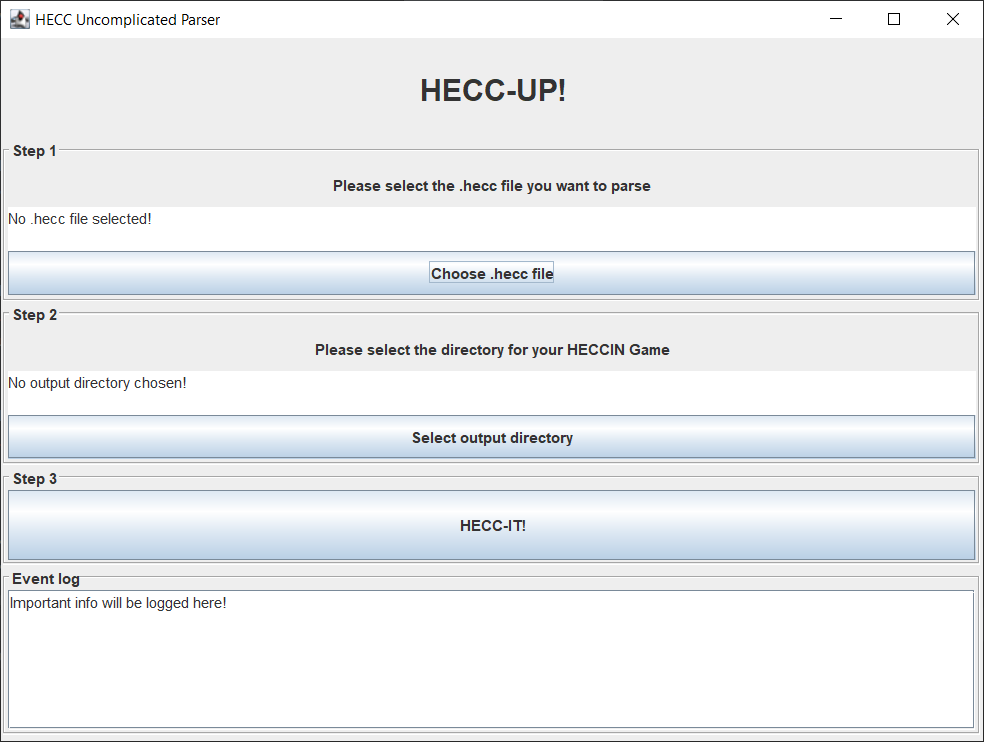 HECC Uncomplicated Parser
HECC-UP!
Step 1
Please select the .hecc file you want to parse
No .hecc file selected!
Choose .hecc file
Step 2
Please select the directory for your HECCIN Game
No output directory chosen!
Select output directory
Step 3
HECC-IT!
Event log
Important info will be logged here!